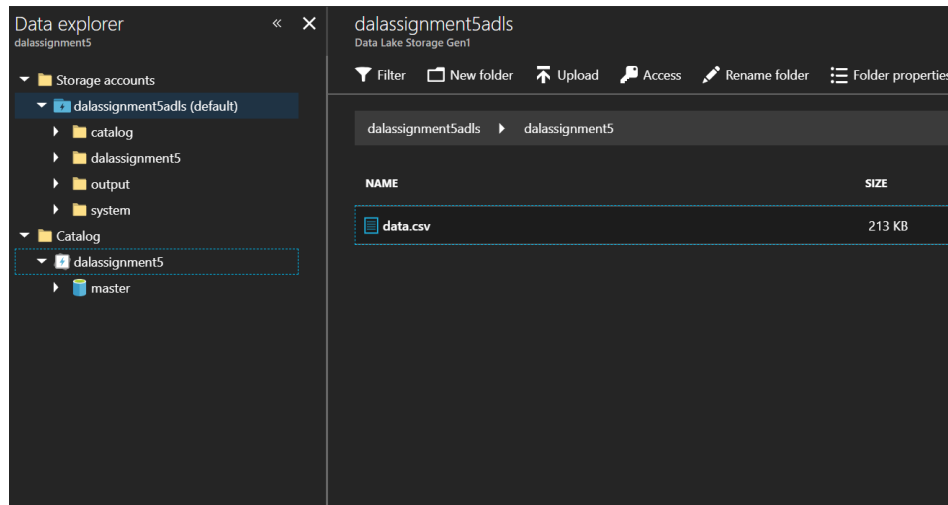 Data explorer
dalassignment5
Storage accounts
dalassignment5adls (default)
catalog
dalassignment5
output
system
Catalog
dalassignment5
master
dalassignment5adls
Data Lake Storage Gen1
Filter New folder Upload Access Rename folder Folder properties
dalassignment5adls dalassignment5
NAME SIZE
data.csv 213 KB